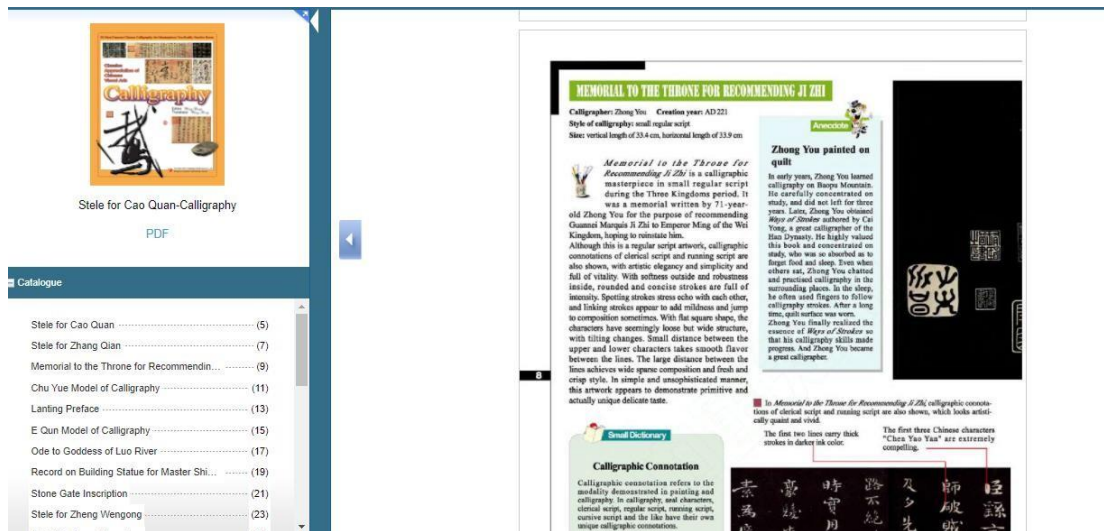 Calligraphy
Stele for Cao Quan-Calligraphy
PDF
Catalogue
Stele for Cao Quan (5)
Stele for Zhang Qian (7)
Memorial to the Throne for Recommendin... (9)
Chu Yue Model of Calligraphy (11)
Lanting Preface (13)
E Qun Model of Calligraphy (15)
Ode to Goddess of Luo River (17)
Record on Building Statue for Master Shi... (19)
Stone Gate Inscription (21)
Stele for Zheng Wengong (23)
MEMORIAL TO THE THRONE FOR RECOMMENDING JI ZHI
Calligrapher: Zhong You Creation year: AD 221
Style of calligraphy: small regular script
Size: vertical length of 33.4 cm, horizontal length of 33.9 cm
Memorial to the Throne for
Recommending Ji Zhi is a calligraphic
masterpiece in small regular script
during the Three Kingdoms period. It
was a memorial written by 71-year-
old Zhong You for the purpose of recommending
Guannei Marquis Ji Zhi to Emperor Ming of the Wei
Kingdom, hoping to reinstate him.
Although this is a regular script artwork, calligraphic
connotations of clerical script and running script are
also shown, with artistic elegancy and simplicity and
full of vitality. With softness outside and robustness
inside, rounded and concise strokes are full of
intensity. Spotting strokes stress echo with each other,
and linking strokes appear to add mildness and jump
to composition sometimes. With flat square shape, the
characters have seemingly loose but wide structure,
with tilting changes. Small distance between the
upper and lower characters takes smooth flavor
between the lines. The large distance between the
lines achieves wide sparse composition and fresh and
crisp style. In simple and unsophisticated manner,
this artwork appears to demonstrate primitive and
actually unique delicate taste.
8
Anecdote
Zhong You painted on
quilt
In early years, Zhong You learned
calligraphy on Baopu Mountain.
He carefully concentrated on
study, and did not left for three
years. Later, Zhong You obtained
Ways of Strokes authored by Cai
Yong, a great calligrapher of the
Han Dynasty. He highly valued
this book and concentrated on
study, who was so absorbed as to
forget food and sleep. Even when
others sat, Zhong You chatted
and practised calligraphy in the
surrounding places. In the sleep,
he often used fingers to follow
calligraphy strokes. After a long
time, quilt surface was worn.
Zhong You finally realized the
essence of Ways of Strokes so
that his calligraphy skills made
progress. And Zhong You became
a great calligrapher.
In Memorial to the Throne for Recommending Ji Zhi, calligraphic connota-
tions of clerical script and running script are also shown, which looks artisti-
cally quaint and vivid.
The first two lines carry thick
strokes in darker ink color.
The first three Chinese characters
"Chen Yao Yan" are extremely
compelling.
Small Dictionary
Calligraphic Connotation
Calligraphic connotation refers to the
modality demonstrated in painting and
calligraphy. In calligraphy, seal characters,
clerical script, regular script, running script,
cursive script and the like have their own
unique calligraphic connotations.